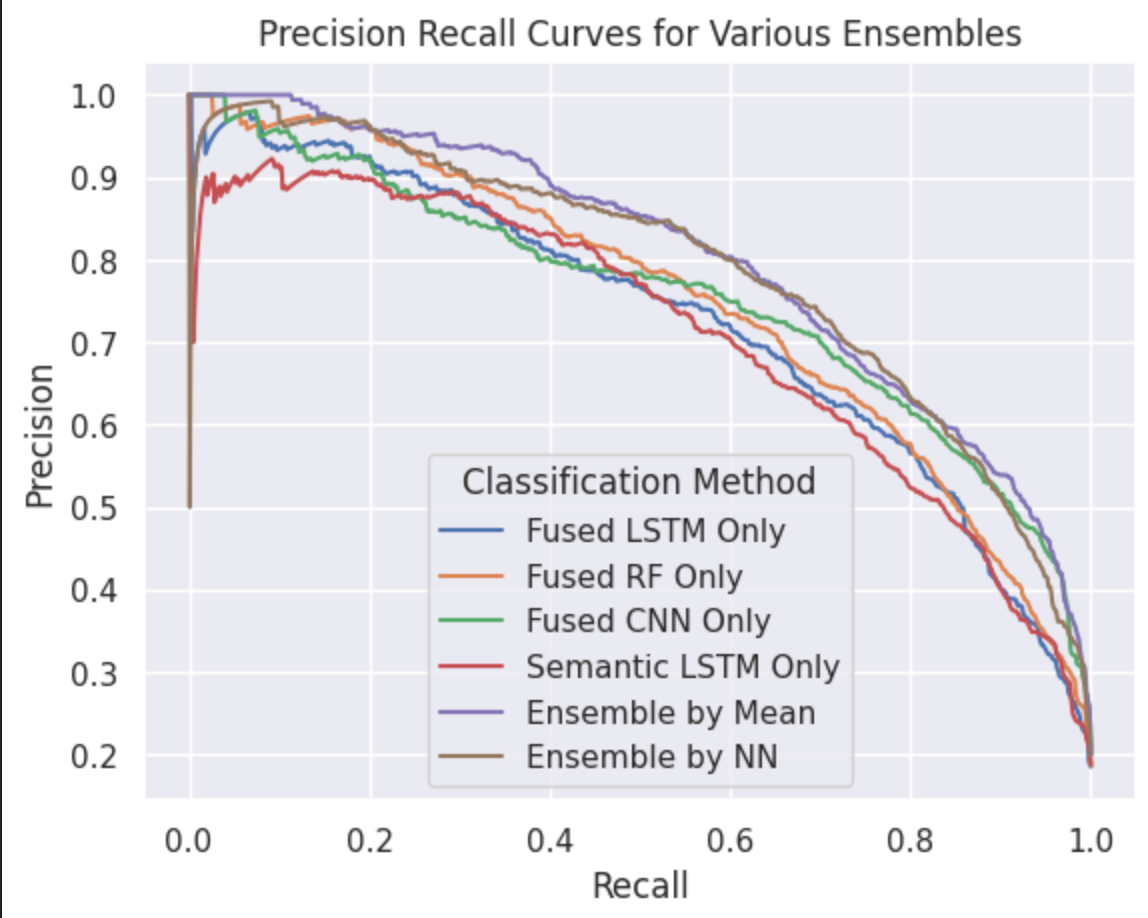 Precision Recall Curves for Various Ensembles
1.0
0.9
0.8
0.7
0.6
0.5
0.4
0.3
0.2
Precision
Classification Method
Fused LSTM Only
Fused RF Only
Fused CNN Only
Semantic LSTM Only
Ensemble by Mean
Ensemble by NN
0.0 0.2 0.4 0.6 0.8 1.0
Recall